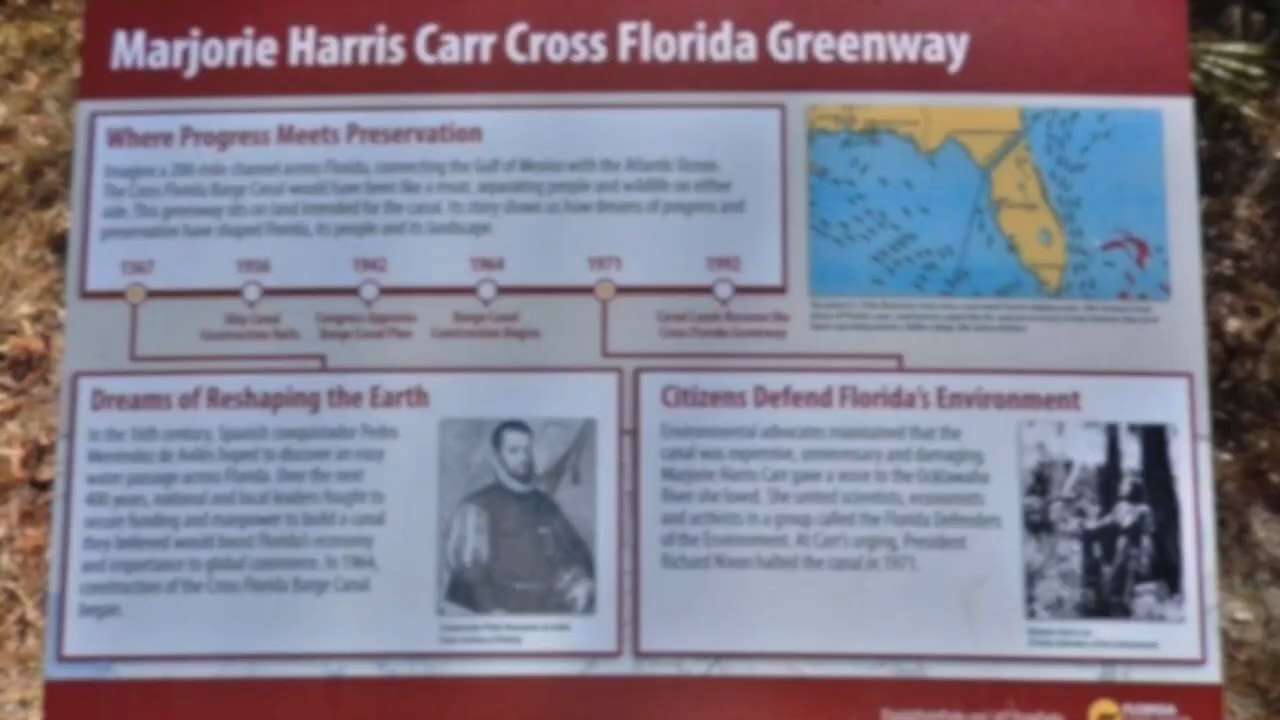 Marjorie Harris Carr Cross Florida Greenway
Where Progress Meets Preservation
Imagine a 200-mile channel across Florida, connecting the Gulf of Mexico with the Atlantic Ocean.
The Cross Florida Barge Canal would have been like a moat, separating people and wildlife on either
side. This greenway sits on land intended for the canal. Its story shows us how dreams of progress and
preservation have shaped Florida, its people and its landscape.
1567 1936 1942 1964 1971 1992
Ship Canal
Construction Halts
Congress Approves
Barge Canal Plan
Barge Canal
Construction Begins
Canal Lands Become the
Cross Florida Greenway
Dreams of Reshaping the Earth
In the 16th century, Spanish conquistador Pedro
Menéndez de Avilés hoped to discover an easy
water passage across Florida. Over the next
400 years, national and local leaders fought to
secure funding and manpower to build a canal
they believed would boost Florida's economy
and importance to global commerce. In 1964,
construction of the Cross Florida Barge Canal
began.
Citizens Defend Florida's Environment
Environmental advocates maintained that the
canal was expensive, unnecessary and damaging.
Marjorie Harris Carr gave a voice to the Ocklawaha
River she loved. She united scientists, economists
and activists in a group called the Florida Defenders
of the Environment. At Carr's urging, President
Richard Nixon halted the canal in 1971.
FLORIDA